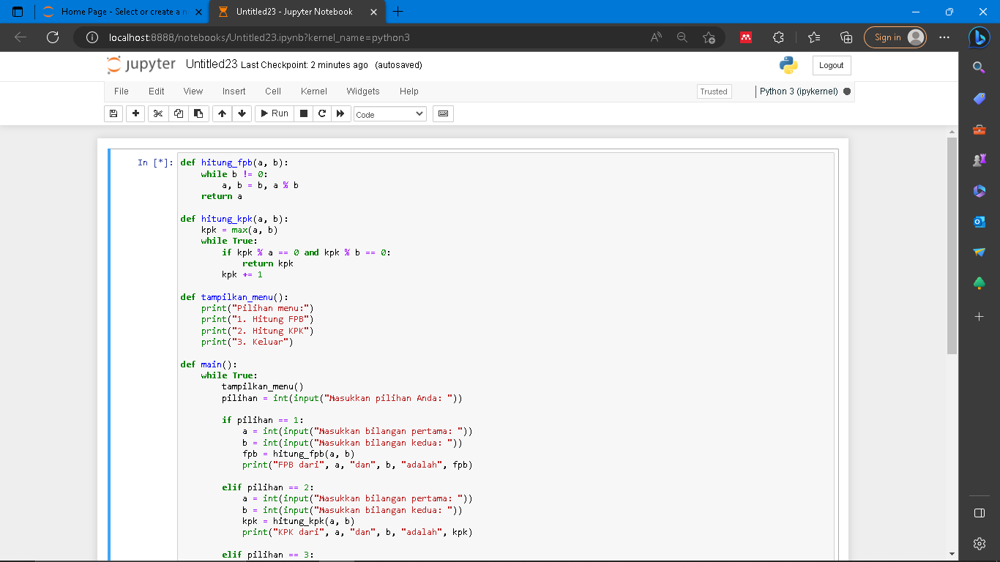 Home Page - Select or create a n
Untitled23 - Jupyter Notebook
localhost:8888/notebooks/Untitled23.ipynb?kernel_name=python3
Sign in
jupyter Untitled23 Last Checkpoint: 2 minutes ago (autosaved)
Logout
File Edit View Insert Cell Kernel Widgets Help
Trusted
Python 3 (ipykernel)
Run
Code
In [*]:
def hitung_fpb(a, b):
    while b != 0:
        a, b = b, a % b
    return a

def hitung_kpk(a, b):
    kpk = max(a, b)
    while True:
        if kpk % a == 0 and kpk % b == 0:
            return kpk
        kpk += 1

def tampilkan_menu():
    print("Pilihan menu:")
    print("1. Hitung FPB")
    print("2. Hitung KPK")
    print("3. Keluar")

def main():
    while True:
        tampilkan_menu()
        pilihan = int(input("Masukkan pilihan Anda: "))

        if pilihan == 1:
            a = int(input("Masukkan bilangan pertama: "))
            b = int(input("Masukkan bilangan kedua: "))
            fpb = hitung_fpb(a, b)
            print("FPB dari", a, "dan", b, "adalah", fpb)

        elif pilihan == 2:
            a = int(input("Masukkan bilangan pertama: "))
            b = int(input("Masukkan bilangan kedua: "))
            kpk = hitung_kpk(a, b)
            print("KPK dari", a, "dan", b, "adalah", kpk)

        elif pilihan == 3: